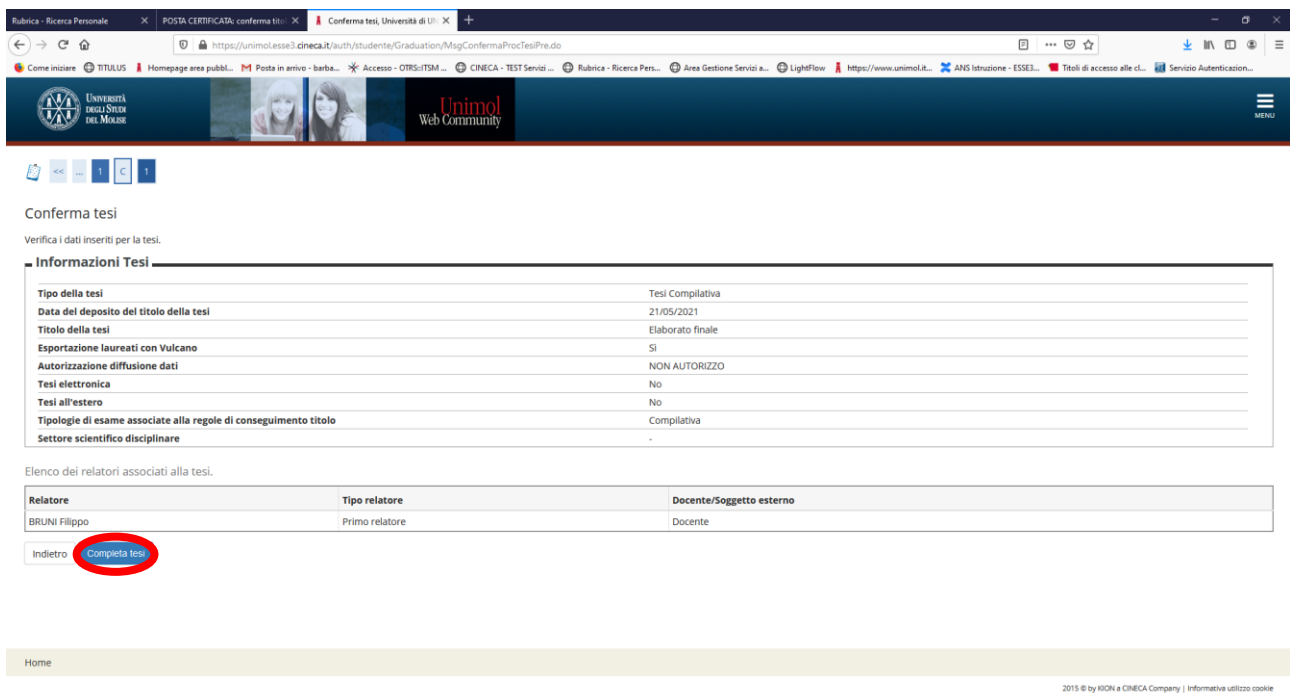 Rubrica - Ricerca Personale
POSTA CERTIFICATA: conferma tito
Conferma tesi, Università di UN
https://unimol.esse3.cineca.it/auth/studente/Graduation/MsgConfermaProcTesiPre.do
Come iniziare TITULUS Homepage area pubbl... Posta in arrivo - barba... Accesso - OTRS::ITSM ... CINECA - TEST Servizi ... Rubrica - Ricerca Pers... Area Gestione Servizi a... LightFlow https://www.unimol.it... ANS Istruzione - ESSE3... Titoli di accesso alle cl... Servizio Autenticazion...
UNIVERSITÀ
DEGLI STUDI
DEL MOLISE
Unimol
Web Community
MENU
<< ... 1 C 1
Conferma tesi
Verifica i dati inseriti per la tesi.
Informazioni Tesi
Tipo della tesi Tesi Compilativa
Data del deposito del titolo della tesi 21/05/2021
Titolo della tesi Elaborato finale
Esportazione laureati con Vulcano Sì
Autorizzazione diffusione dati NON AUTORIZZO
Tesi elettronica No
Tesi all'estero No
Tipologie di esame associate alla regole di conseguimento titolo Compilativa
Settore scientifico disciplinare -
Elenco dei relatori associati alla tesi.
Relatore Tipo relatore Docente/Soggetto esterno
BRUNI Filippo Primo relatore Docente
Indietro Completa tesi
Home
2015 © by KION a CINECA Company | Informativa utilizzo cookie